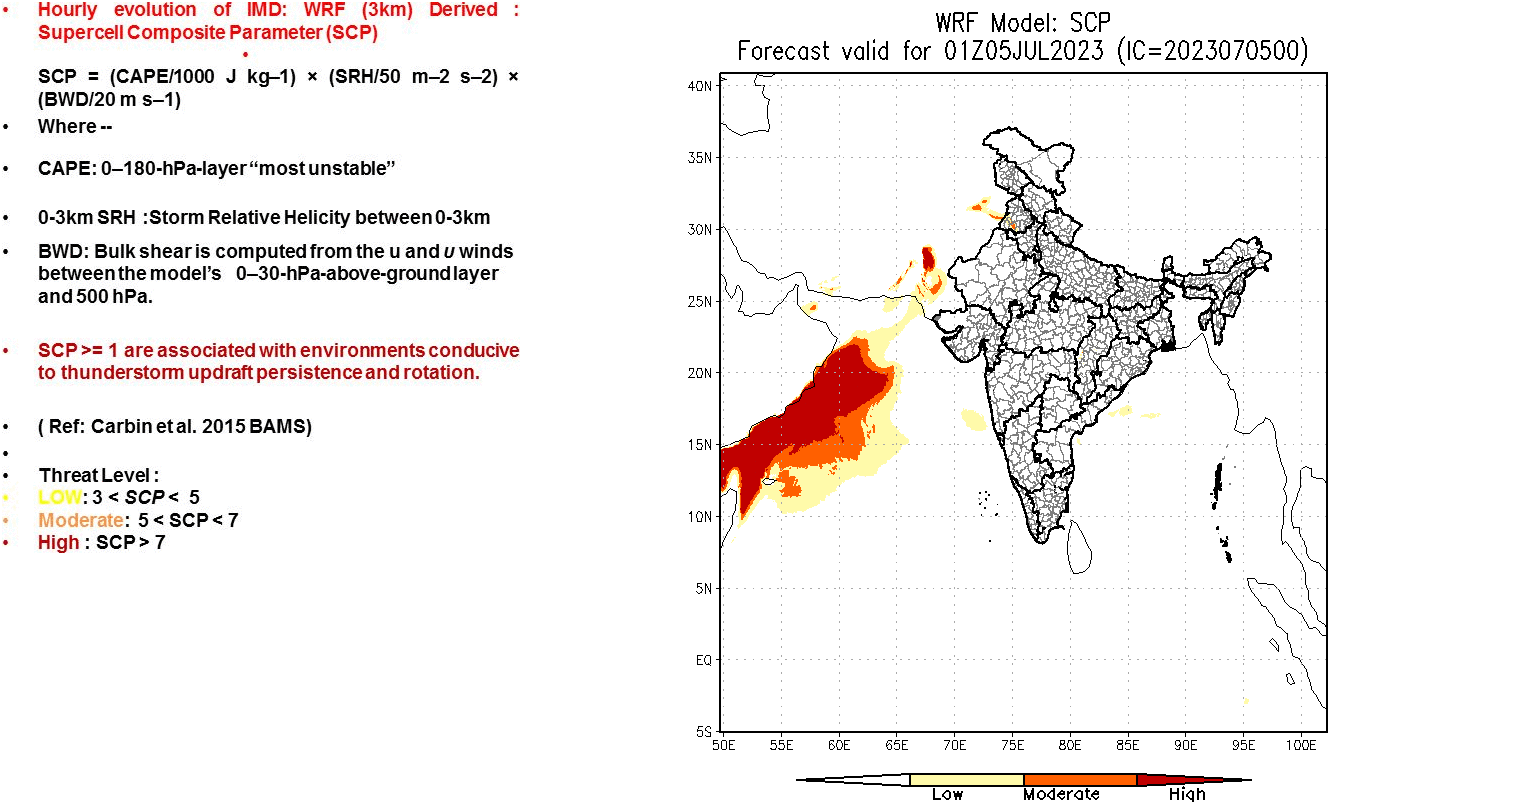 • Hourly evolution of IMD: WRF (3km) Derived :
Supercell Composite Parameter (SCP)
•
SCP = (CAPE/1000 J kg–1) × (SRH/50 m–2 s–2) ×
(BWD/20 m s–1)
• Where --
• CAPE: 0–180-hPa-layer “most unstable”
• 0-3km SRH :Storm Relative Helicity between 0-3km
• BWD: Bulk shear is computed from the u and υ winds
between the model’s 0–30-hPa-above-ground layer
and 500 hPa.
• SCP >= 1 are associated with environments conducive
to thunderstorm updraft persistence and rotation.
• ( Ref: Carbin et al. 2015 BAMS)
•
• Threat Level :
• LOW: 3 < SCP < 5
• Moderate: 5 < SCP < 7
• High : SCP > 7
WRF Model: SCP
Forecast valid for 01Z05JUL2023 (IC=2023070500)
40N
35N
30N
25N
20N
15N
10N
5N
EQ
5S
50E 55E 60E 65E 70E 75E 80E 85E 90E 95E 100E
Low Moderate High